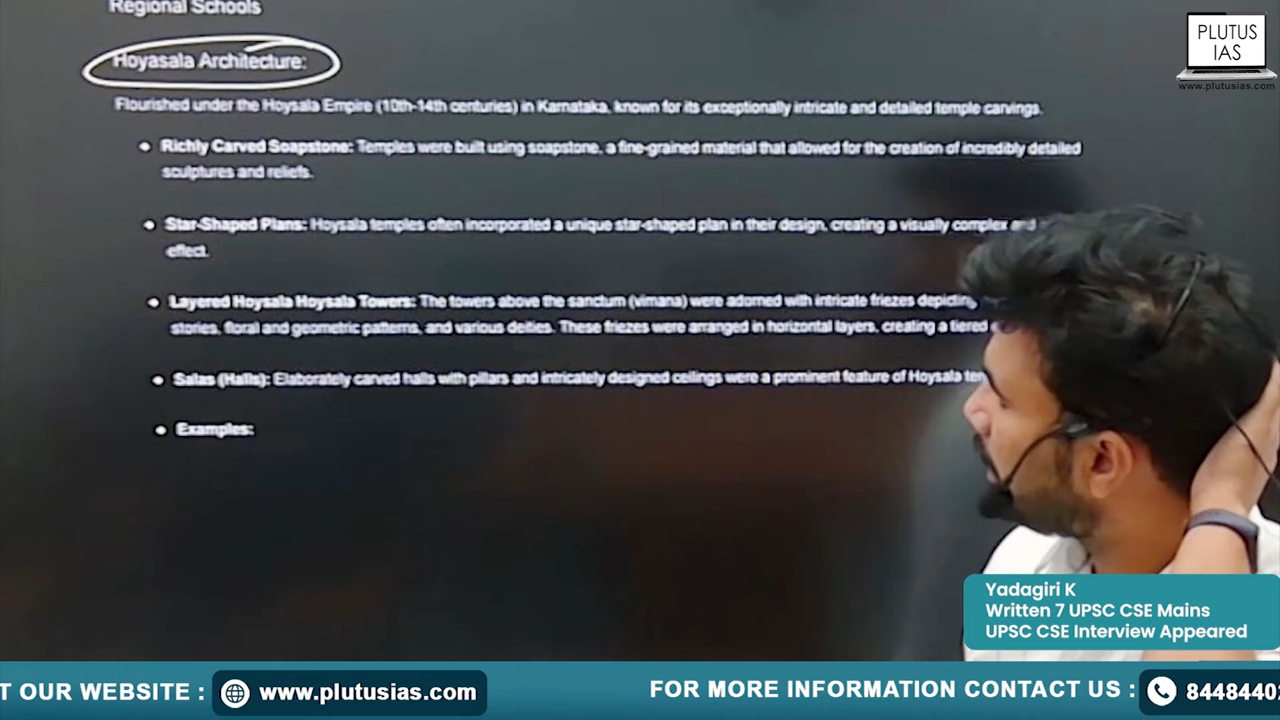 Regional Schools
PLUTUS
IAS
www.plutusias.com
Hoyasala Architecture:
Flourished under the Hoysala Empire (10th-14th centuries) in Karnataka, known for its exceptionally intricate and detailed temple carvings.
Richly Carved Soapstone: Temples were built using soapstone, a fine-grained material that allowed for the creation of incredibly detailed
sculptures and reliefs.
Star-Shaped Plans: Hoysala temples often incorporated a unique star-shaped plan in their design, creating a visually complex and
effect.
Layered Hoysala Hoysala Towers: The towers above the sanctum (vimana) were adorned with intricate friezes depicting
stories, floral and geometric patterns, and various deities. These friezes were arranged in horizontal layers, creating a tiered
Salas (Halls): Elaborately carved halls with pillars and intricately designed ceilings were a prominent feature of Hoysala
Examples:
Yadagiri K
Written 7 UPSC CSE Mains
UPSC CSE Interview Appeared
T OUR WEBSITE : www.plutusias.com FOR MORE INFORMATION CONTACT US : 8448440